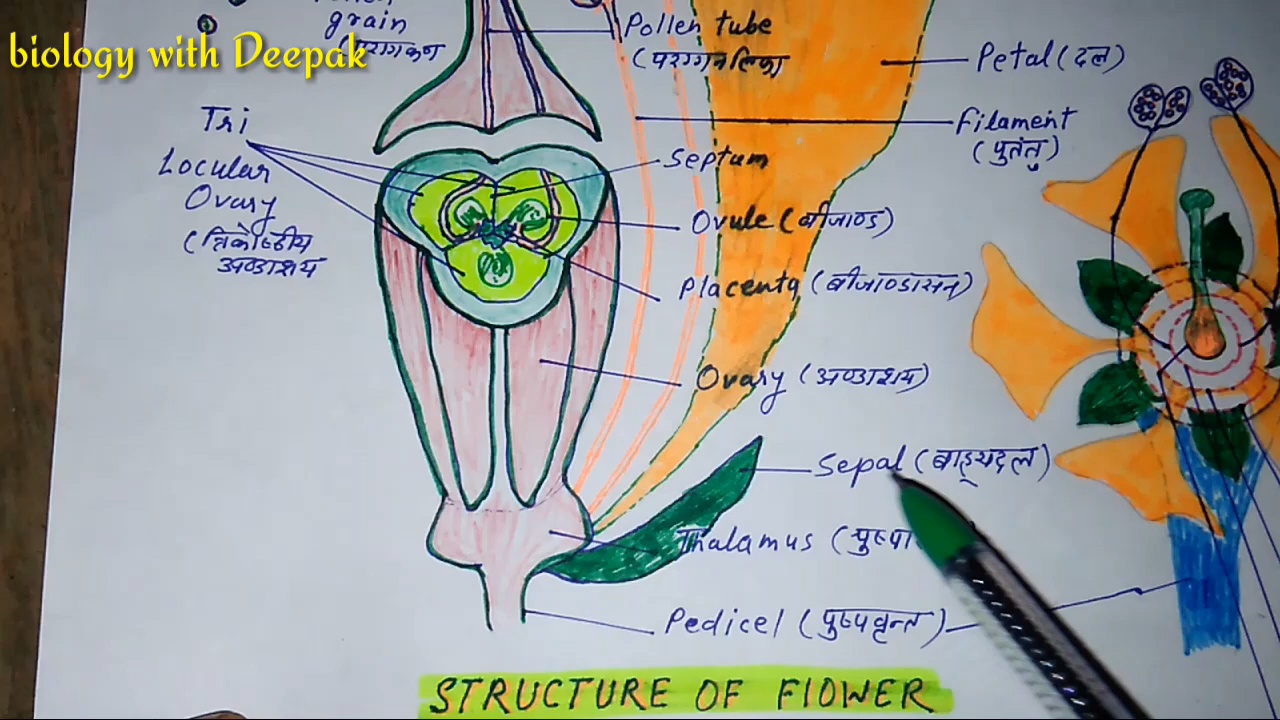 grain
biology with Deepak
Pollen tube
(परागनलिका
Petal (दल)
Tri
Locular
Ovary
(त्रिकोष्ठीय
अण्डाशय
Filament
(पुतंतु)
Septum
Ovule (बीजाण्ड)
Placenta (बीजाण्डासन)
Ovary (अण्डाशय)
Sepal (बाह्यदल)
Thalamus (पुष्पा
Pedicel (पुष्पवृन्त)
STRUCTURE OF FlOWER